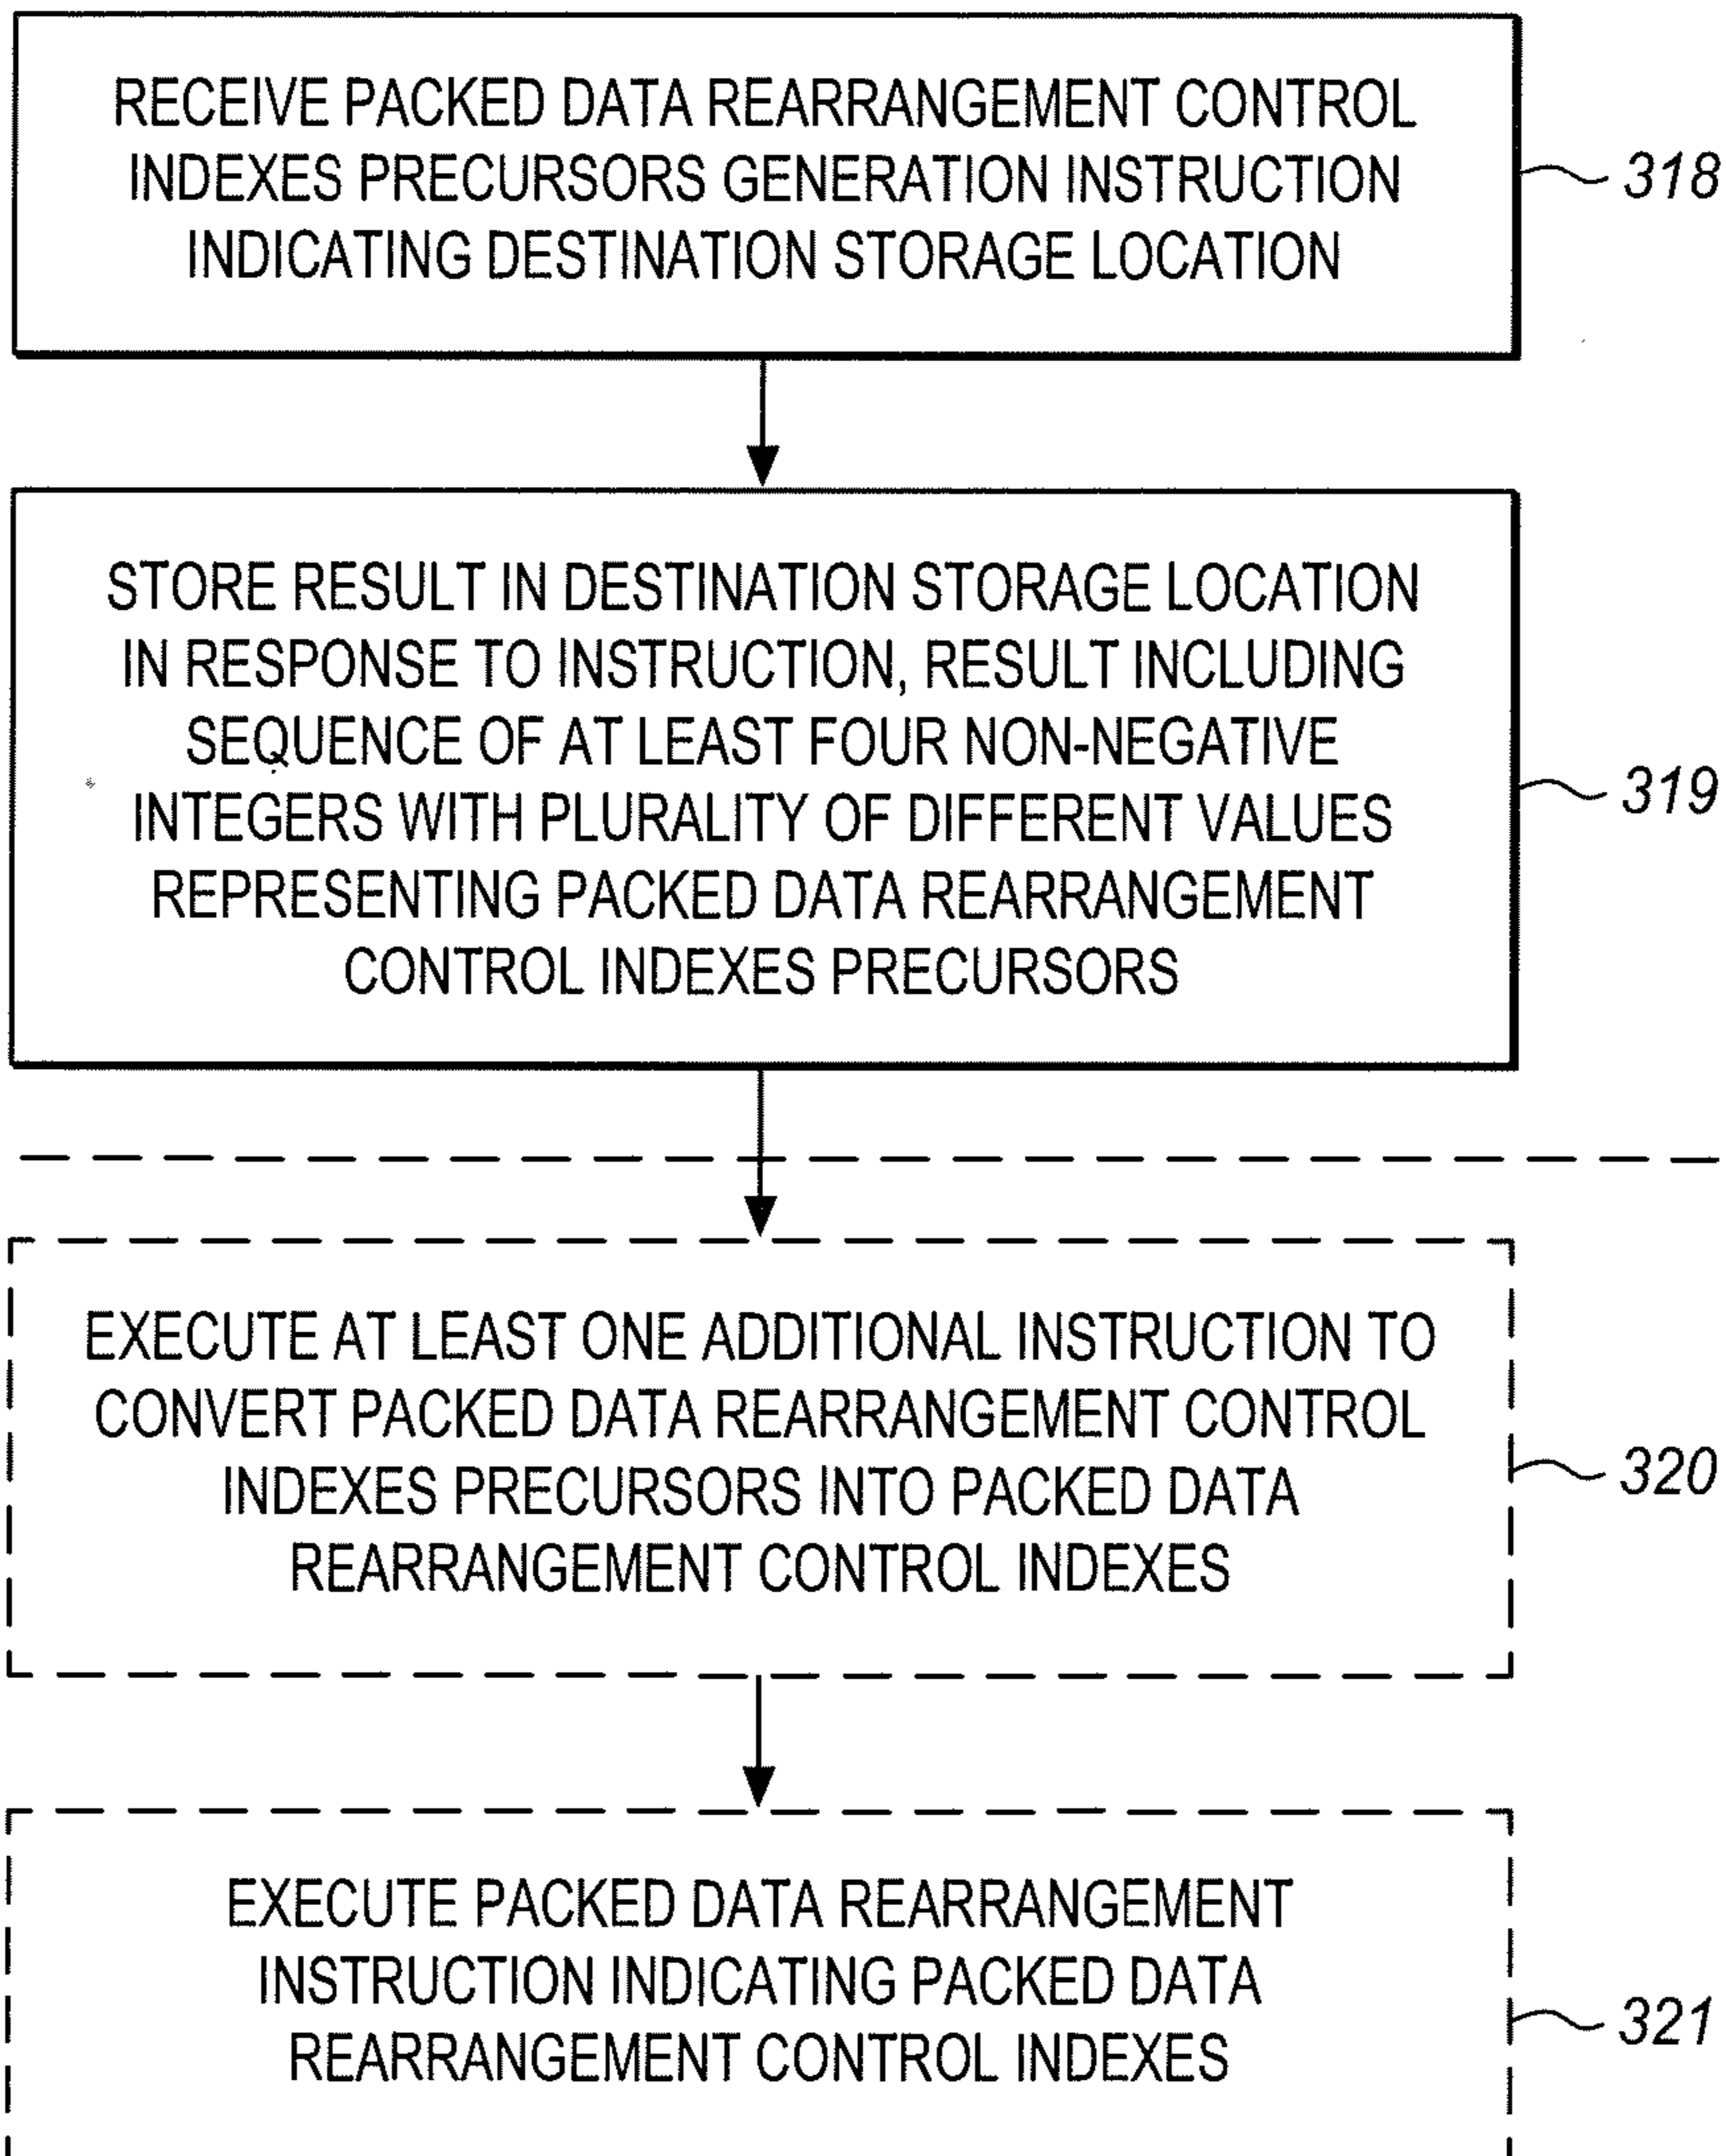 RECEIVE PACKED DATA REARRANGEMENT CONTROL
INDEXES PRECURSORS GENERATION INSTRUCTION
INDICATING DESTINATION STORAGE LOCATION
318
STORE RESULT IN DESTINATION STORAGE LOCATION
IN RESPONSE TO INSTRUCTION, RESULT INCLUDING
SEQUENCE OF AT LEAST FOUR NON-NEGATIVE
INTEGERS WITH PLURALITY OF DIFFERENT VALUES
REPRESENTING PACKED DATA REARRANGEMENT
CONTROL INDEXES PRECURSORS
319
EXECUTE AT LEAST ONE ADDITIONAL INSTRUCTION TO
CONVERT PACKED DATA REARRANGEMENT CONTROL
INDEXES PRECURSORS INTO PACKED DATA
REARRANGEMENT CONTROL INDEXES
320
EXECUTE PACKED DATA REARRANGEMENT
INSTRUCTION INDICATING PACKED DATA
REARRANGEMENT CONTROL INDEXES
321